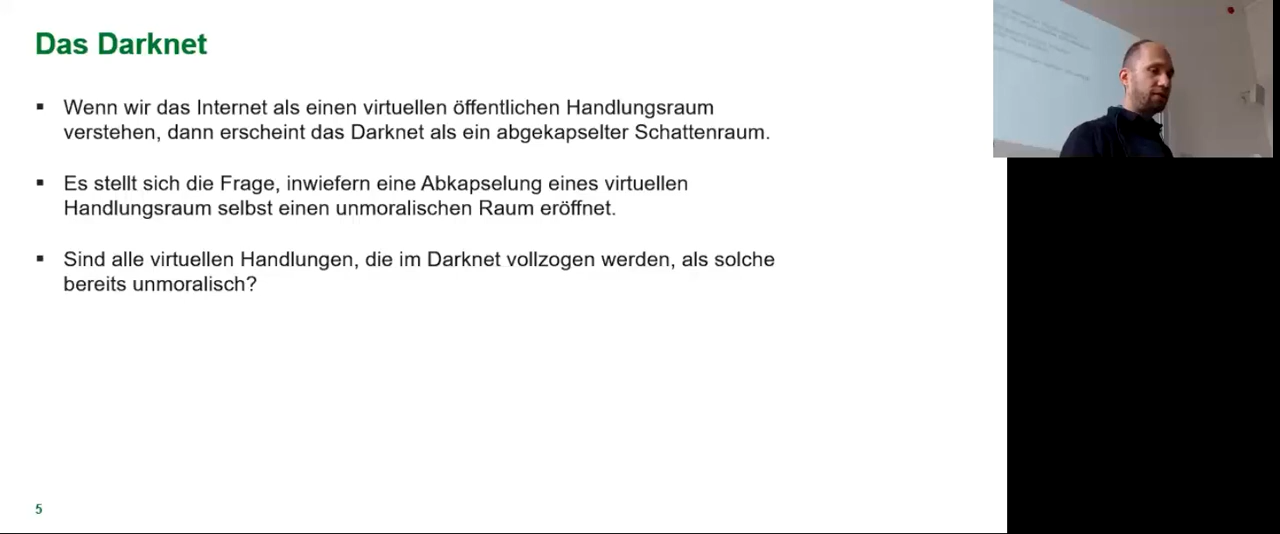 Das Darknet
▪ Wenn wir das Internet als einen virtuellen öffentlichen Handlungsraum
verstehen, dann erscheint das Darknet als ein abgekapselter Schattenraum.
▪ Es stellt sich die Frage, inwiefern eine Abkapselung eines virtuellen
Handlungsraum selbst einen unmoralischen Raum eröffnet.
▪ Sind alle virtuellen Handlungen, die im Darknet vollzogen werden, als solche
bereits unmoralisch?
5